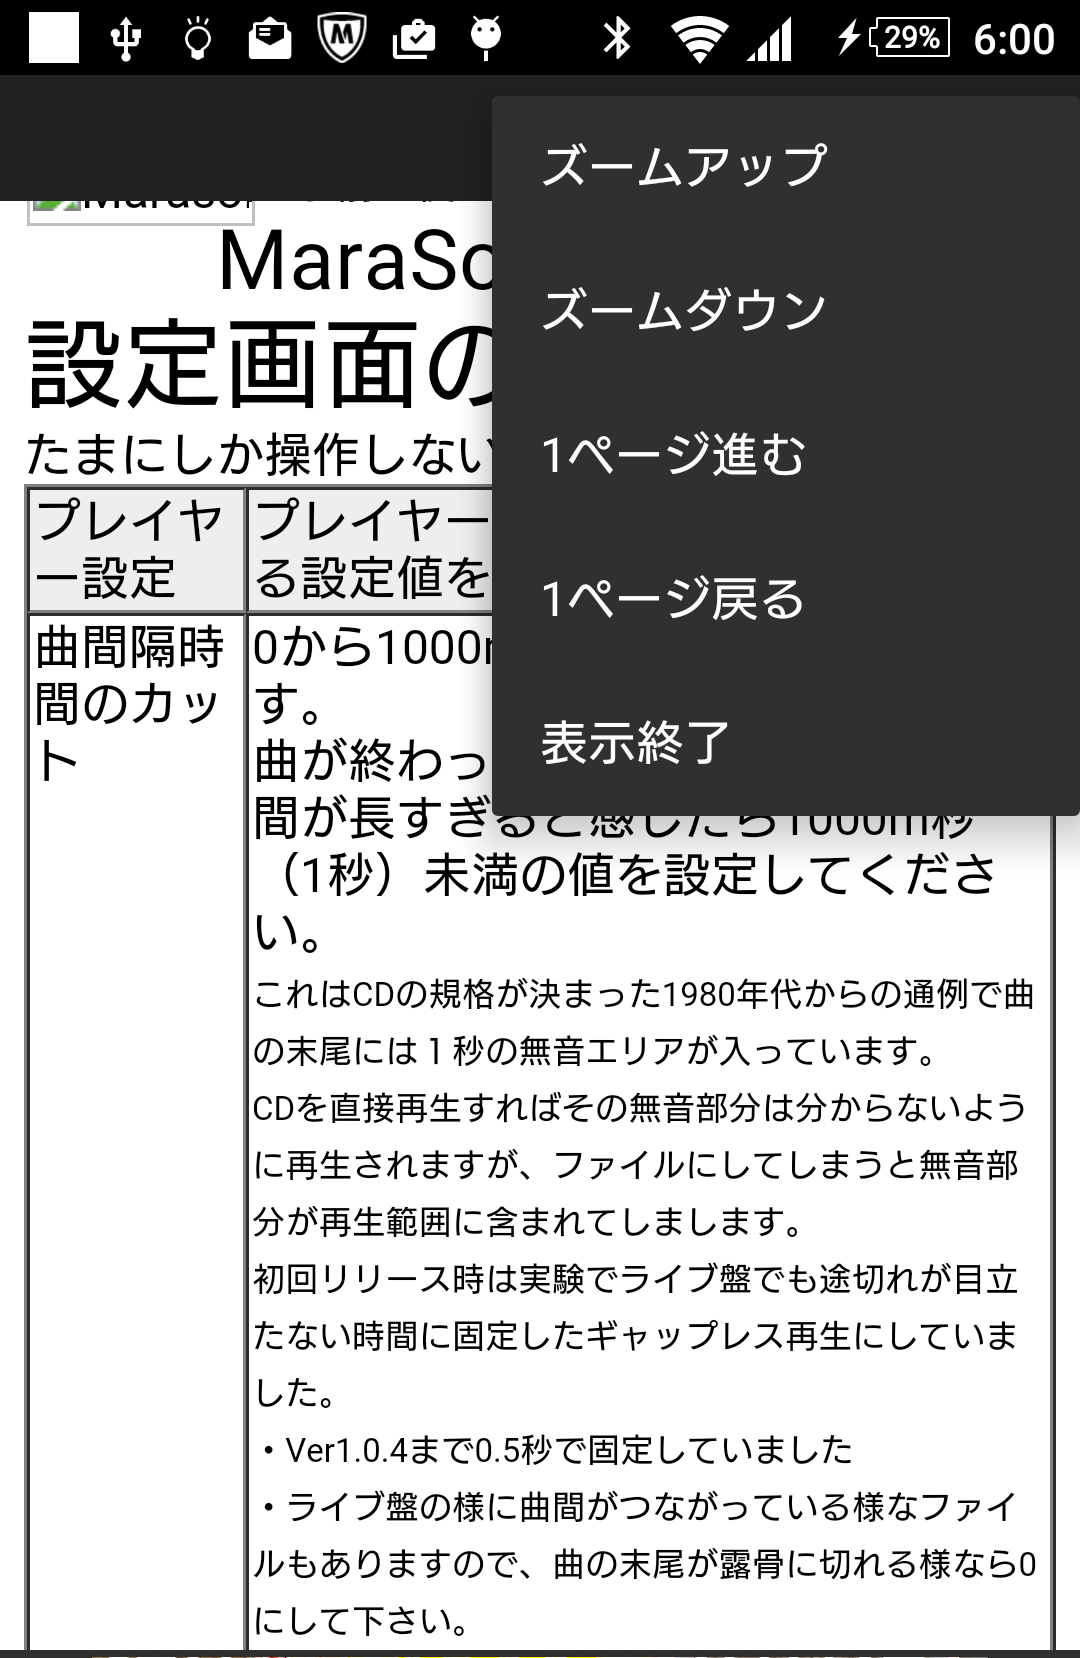 29% 6:00
ズームアップ
ズームダウン
1ページ進む
1ページ戻る
表示終了
MaraSo
設定画面の
たまにしか操作しない
プレイヤ
ー設定
プレイヤー
る設定値を
曲間隔時
間のカッ
ト
0から1000m
す。
曲が終わっ
間が長すぎると感じたら1000m秒
（1秒）未満の値を設定してくださ
い。
これはCDの規格が決まった1980年代からの通例で曲
の末尾には１秒の無音エリアが入っています。
CDを直接再生すればその無音部分は分からないよう
に再生されますが、ファイルにしてしまうと無音部
分が再生範囲に含まれてしまします。
初回リリース時は実験でライブ盤でも途切れが目立
たない時間に固定したギャップレス再生にしていま
した。
・Ver1.0.4まで0.5秒で固定していました
・ライブ盤の様に曲間がつながっている様なファイ
ルもありますので、曲の末尾が露骨に切れる様なら0
にして下さい。